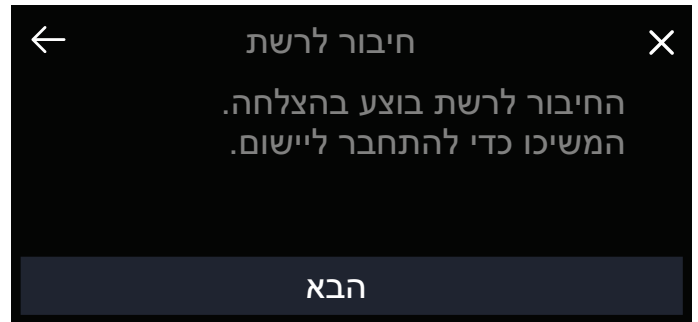 חיבור לרשת
החיבור לרשת בוצע בהצלחה.
המשיכו כדי להתחבר ליישום.
הבא